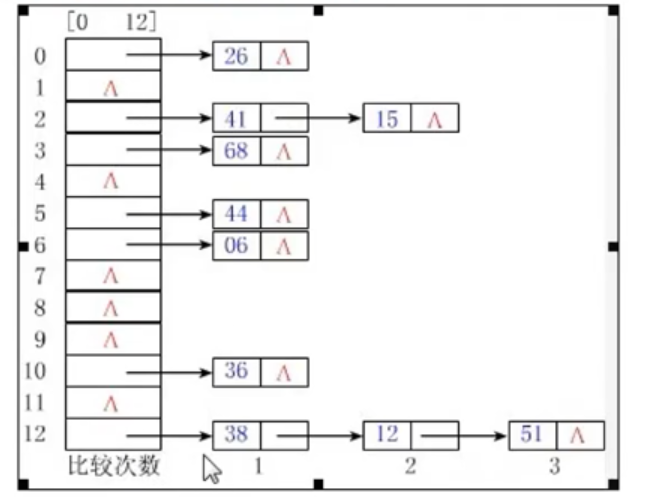 [0 12]
0 26 Λ
1 Λ
2 41 15 Λ
3 68 Λ
4 Λ
5 44 Λ
6 06 Λ
7 Λ
8 Λ
9 Λ
10 36 Λ
11 Λ
12 38 12 51 Λ
比较次数 1 2 3